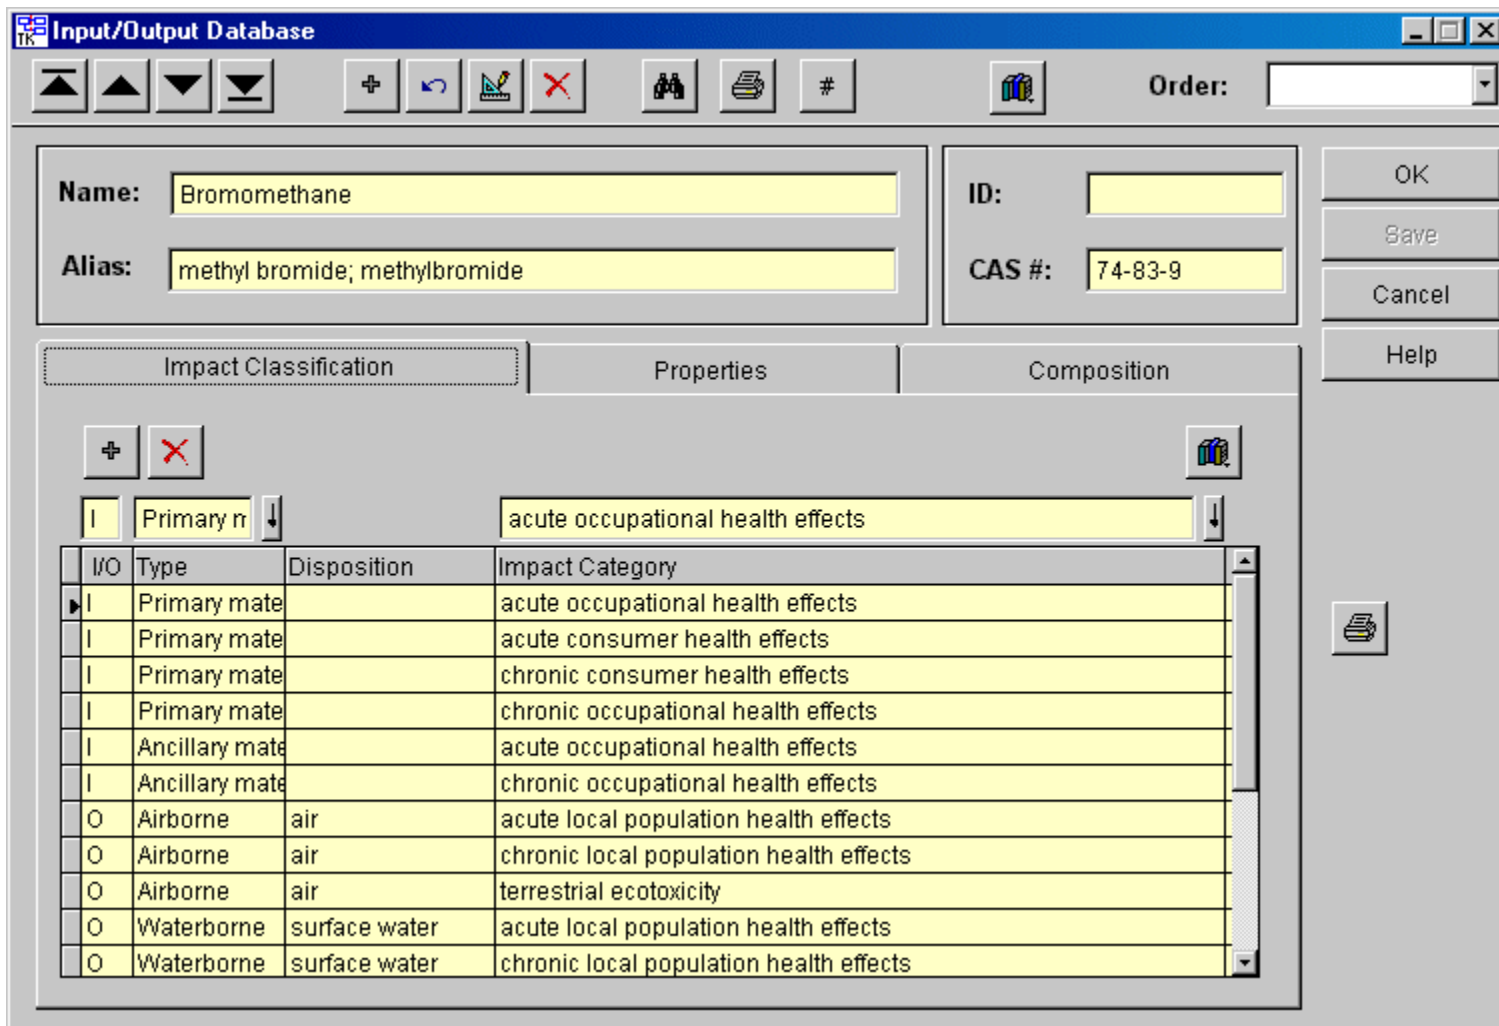 TK Input/Output Database
# Order:
Name: Bromomethane ID: OK
Save
Alias: methyl bromide; methylbromide CAS #: 74-83-9
Cancel
Help
Impact Classification Properties Composition
I Primary m acute occupational health effects
I/O Type Disposition Impact Category
I Primary mate acute occupational health effects
I Primary mate acute consumer health effects
I Primary mate chronic consumer health effects
I Primary mate chronic occupational health effects
I Ancillary mate acute occupational health effects
I Ancillary mate chronic occupational health effects
O Airborne air acute local population health effects
O Airborne air chronic local population health effects
O Airborne air terrestrial ecotoxicity
O Waterborne surface water acute local population health effects
O Waterborne surface water chronic local population health effects